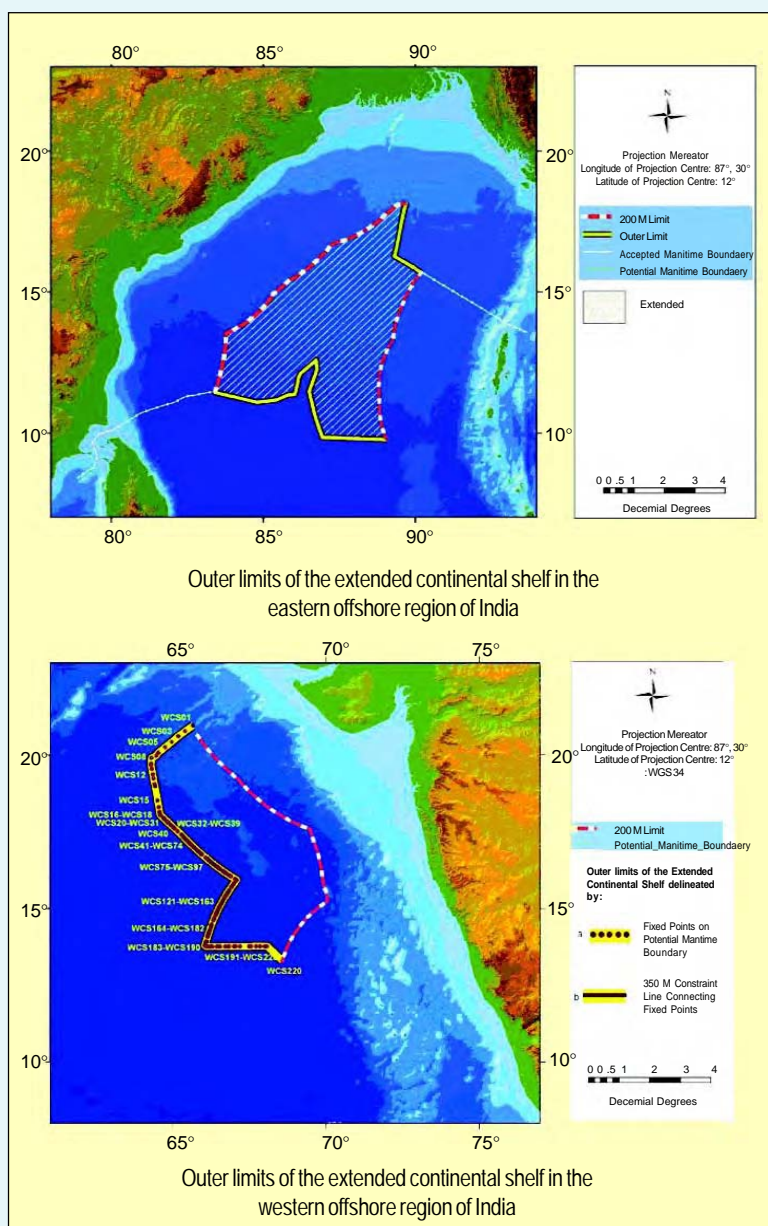 80°
85°
90°
20°
15°
10°
20°
15°
10°
80°
85°
90°
N
Projection Mereator
Longitude of Projection Centre: 87°, 30°
Latitude of Projection Centre: 12°
200 M Limit
Outer Limit
Accepted Manitime Boundaery
Potential Manitime Boundaery
Extended
0 0 .5 1 2 3 4
Decemial Degrees
Outer limits of the extended continental shelf in the
eastern offshore region of India
65°
70°
75°
20°
15°
10°
20°
15°
10°
65°
70°
75°
WCS01
WCS03
WCS05
WCS08
WCS12
WCS15
WCS16-WCS18
WCS20-WCS31
WCS32-WCS39
WCS40
WCS41-WCS74
WCS75-WCS97
WCS121-WCS163
WCS164-WCS182
WCS183-WCS190
WCS220
N
Projection Mereator
Longitude of Projection Centre: 87°, 30°
Latitude of Projection Centre: 12°
:WGS34
200 M Limit
Potential_Manitime_Boundaery
Outer limits of the Extended
Continental Shelf delineated
by:
a
Fixed Points on
Potential Mantime
Boundary
b
350 M Constraint
Line Connecting
Fixed Points
0 0 .5 1 2 3 4
Decemial Degrees
Outer limits of the extended continental shelf in the
western offshore region of India